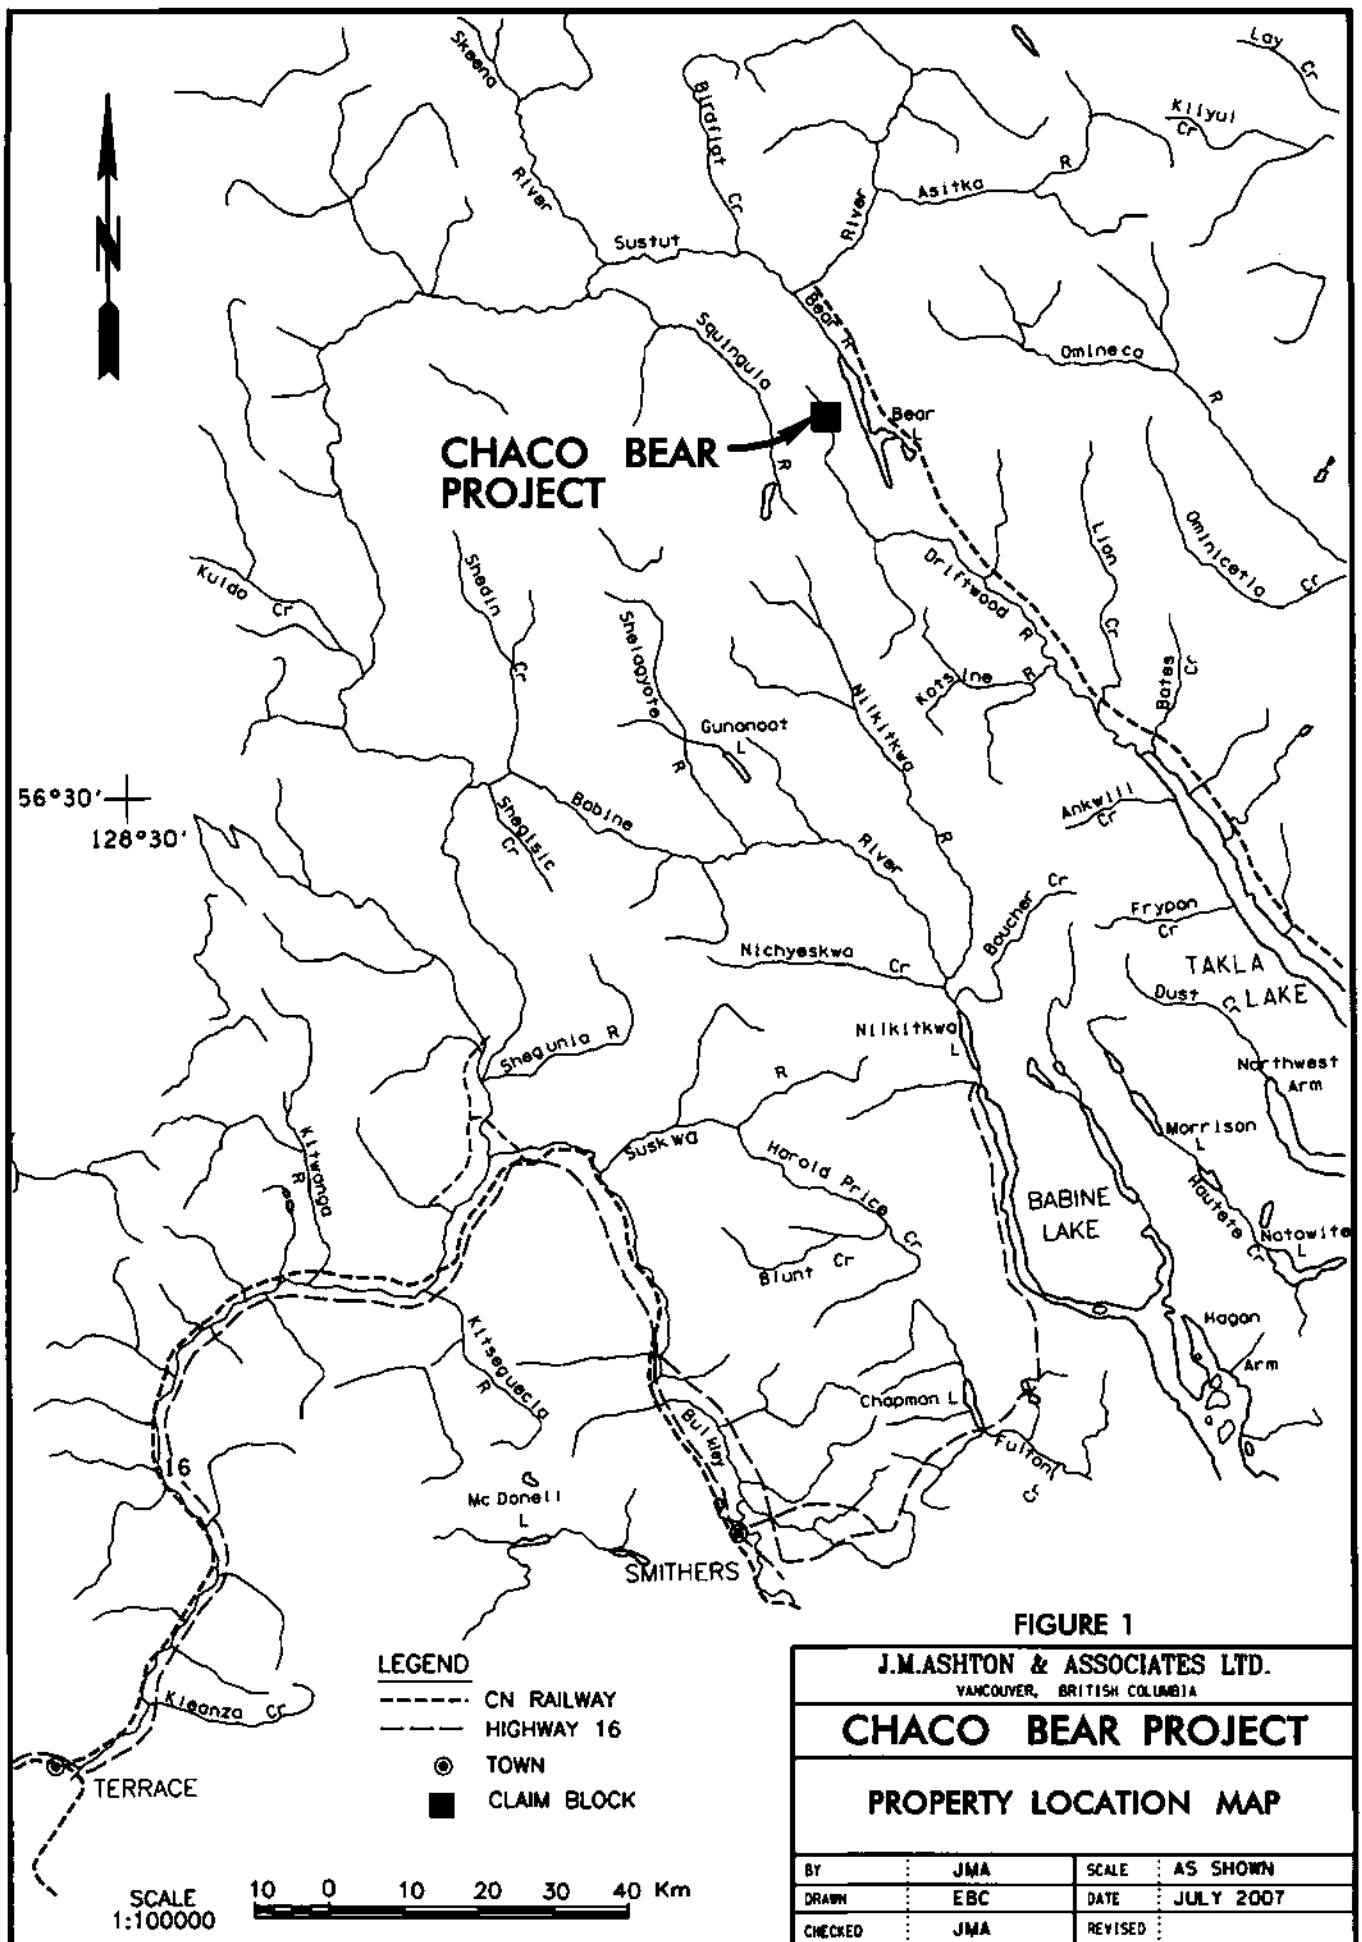 Lay
Cr
Skeena
Birdflat
Kliyul
Cr
River
Cr
River
Asitka
R
Sustut
Bear
R
Squingula
Omineca
R
Bear
L
CHACO BEAR
PROJECT
R
Lion
Ominicetla
Cr
Kuldo
Cr
Shedin
Cr
Driftwood
R
Shelagyote
Cr
Kotsine
R
Bates
Cr
Nilkitkwa
Gunanoot
L
R
56°30'
128°30'
Shegisic
Cr
Babine
Ankwill
Cr
River
R
Boucher
Cr
Frypan
Cr
Nichyeskwa
Cr
TAKLA
LAKE
Dust
Cr
Nilkitkwa
L
Shegunia R
Northwest
Arm
R
Kitwanga
R
Suskwa
Morrison
L
Harold Price
Cr
BABINE
LAKE
Hautete
Cr
Natowite
L
Blunt Cr
Kitseguecla
R
Hagan
Arm
Chapman L
Bulkley
Fulton
Cr
16
Mc Donell
L
SMITHERS
FIGURE 1
J.M.ASHTON & ASSOCIATES LTD.
VANCOUVER, BRITISH COLUMBIA
CHACO BEAR PROJECT
PROPERTY LOCATION MAP
BY JMA SCALE AS SHOWN
DRAWN EBC DATE JULY 2007
CHECKED JMA REVISED
LEGEND
CN RAILWAY
HIGHWAY 16
TOWN
CLAIM BLOCK
Kleanza Cr
TERRACE
SCALE
1:100000
10 0 10 20 30 40 Km
N